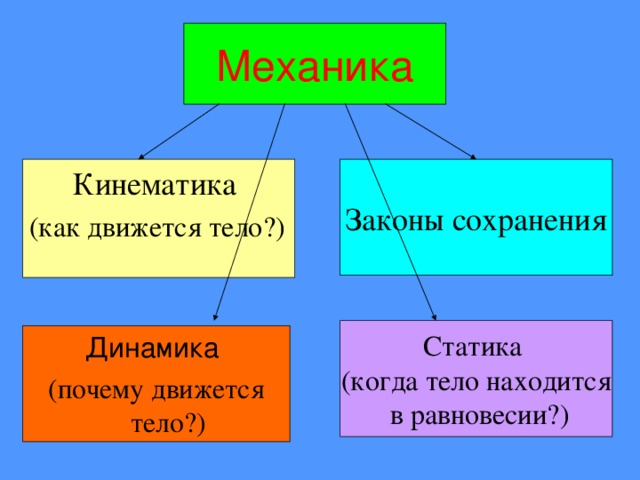 Механика
Кинематика
(как движется тело?)
Законы сохранения
Динамика
(почему движется
тело?)
Статика
(когда тело находится
в равновесии?)